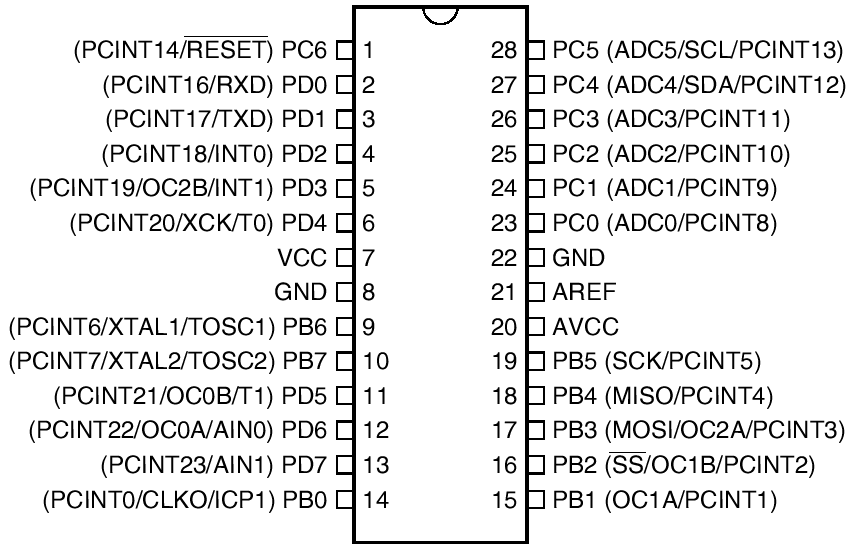 (PCINT14/RESET) PC6 1 28 PC5 (ADC5/SCL/PCINT13)
(PCINT16/RXD) PD0 2 27 PC4 (ADC4/SDA/PCINT12)
(PCINT17/TXD) PD1 3 26 PC3 (ADC3/PCINT11)
(PCINT18/INT0) PD2 4 25 PC2 (ADC2/PCINT10)
(PCINT19/OC2B/INT1) PD3 5 24 PC1 (ADC1/PCINT9)
(PCINT20/XCK/T0) PD4 6 23 PC0 (ADC0/PCINT8)
VCC 7 22 GND
GND 8 21 AREF
(PCINT6/XTAL1/TOSC1) PB6 9 20 AVCC
(PCINT7/XTAL2/TOSC2) PB7 10 19 PB5 (SCK/PCINT5)
(PCINT21/OC0B/T1) PD5 11 18 PB4 (MISO/PCINT4)
(PCINT22/OC0A/AIN0) PD6 12 17 PB3 (MOSI/OC2A/PCINT3)
(PCINT23/AIN1) PD7 13 16 PB2 (SS/OC1B/PCINT2)
(PCINT0/CLKO/ICP1) PB0 14 15 PB1 (OC1A/PCINT1)